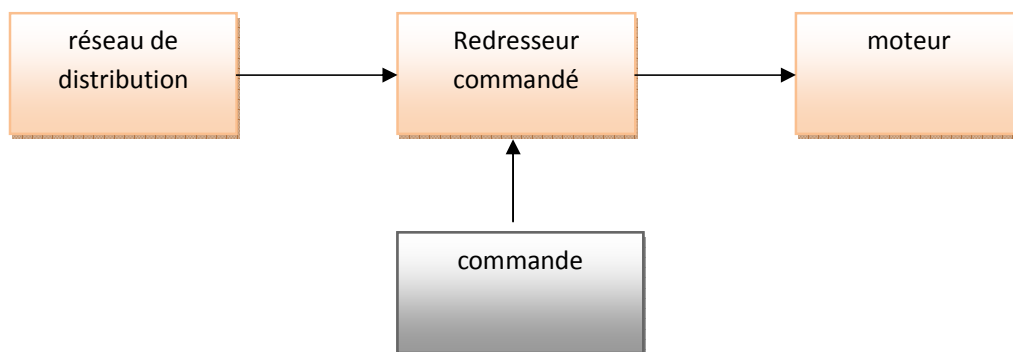 réseau de
distribution
Redresseur
commandé
moteur
commande